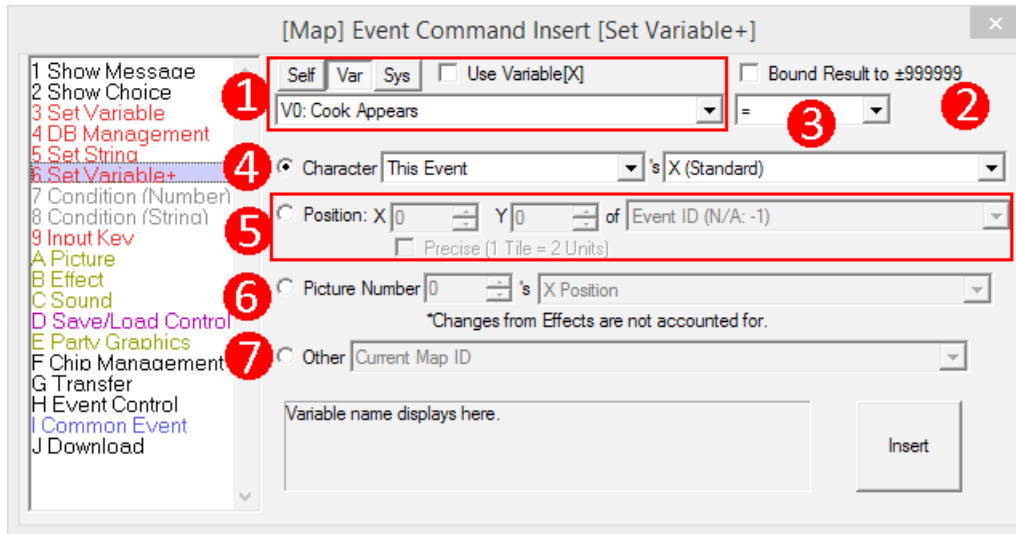 [Map] Event Command Insert [Set Variable+]
1 Show Message
2 Show Choice
3 Set Variable
4 DB Management
5 Set String
6 Set Variable+
7 Condition (Number)
8 Condition (String)
9 Input Key
A Picture
B Effect
C Sound
D Save/Load Control
E Party Graphics
F Chip Management
G Transfer
H Event Control
I Common Event
J Download
1
Self Var Sys Use Variable[X]
V0: Cook Appears
Bound Result to ±999999
2
=
3
4
Character This Event 's X (Standard)
5
Position: X 0 Y 0 of Event ID (N/A: -1)
Precise (1 Tile = 2 Units)
6
Picture Number 0 's X Position
*Changes from Effects are not accounted for.
7
Other Current Map ID
Variable name displays here.
Insert